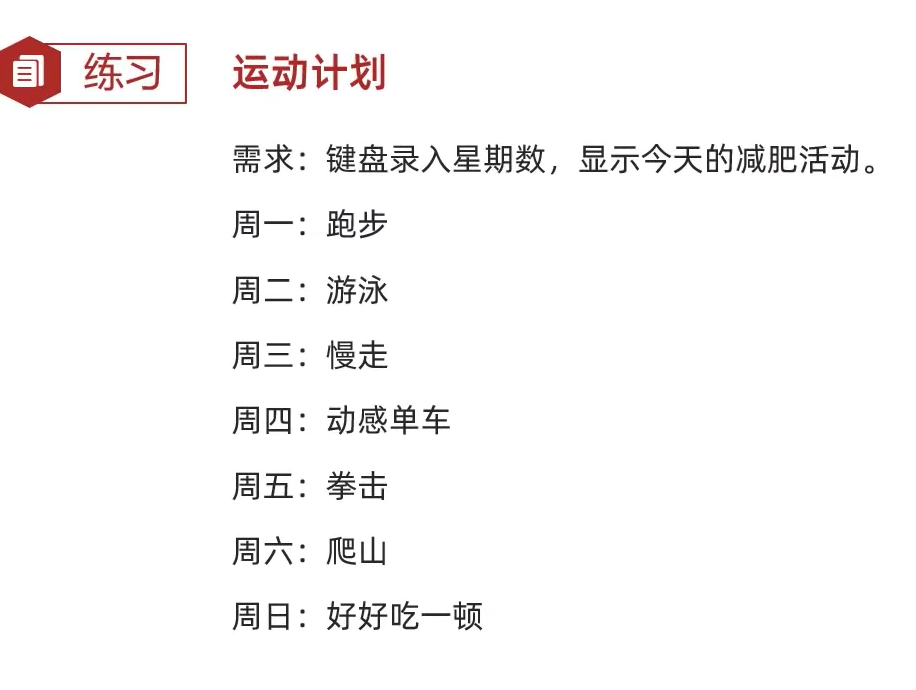 练习
运动计划
需求：键盘录入星期数，显示今天的减肥活动。
周一：跑步
周二：游泳
周三：慢走
周四：动感单车
周五：拳击
周六：爬山
周日：好好吃一顿